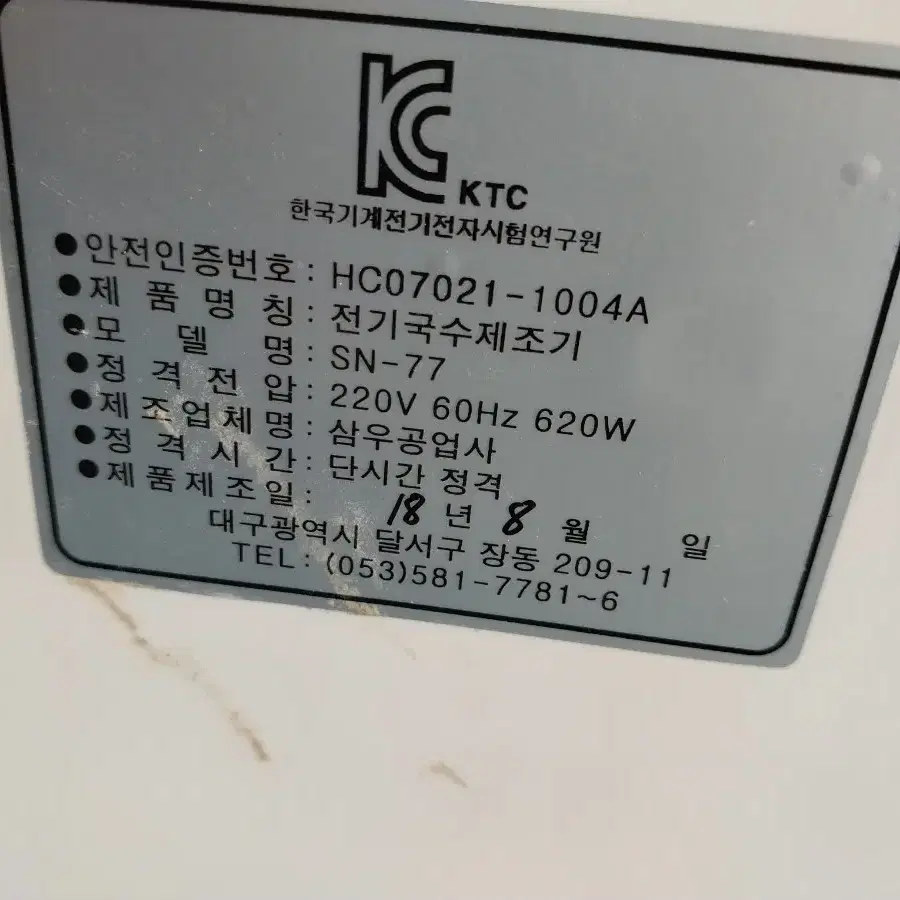 KC KTC
한국기계전기전자시험연구원
●안전인증번호 : HC07021-1004A
●제 품 명 칭 : 전기국수제조기
●모 델 명 : SN-77
●정 격 전 압 : 220V 60Hz 620W
●제조업체명 : 삼우공업사
●정 격 시 간 : 단시간 정격
●제품제조일 : 18 년 8 월 일
대구광역시 달서구 장동 209-11
TEL : (053)581-7781~6